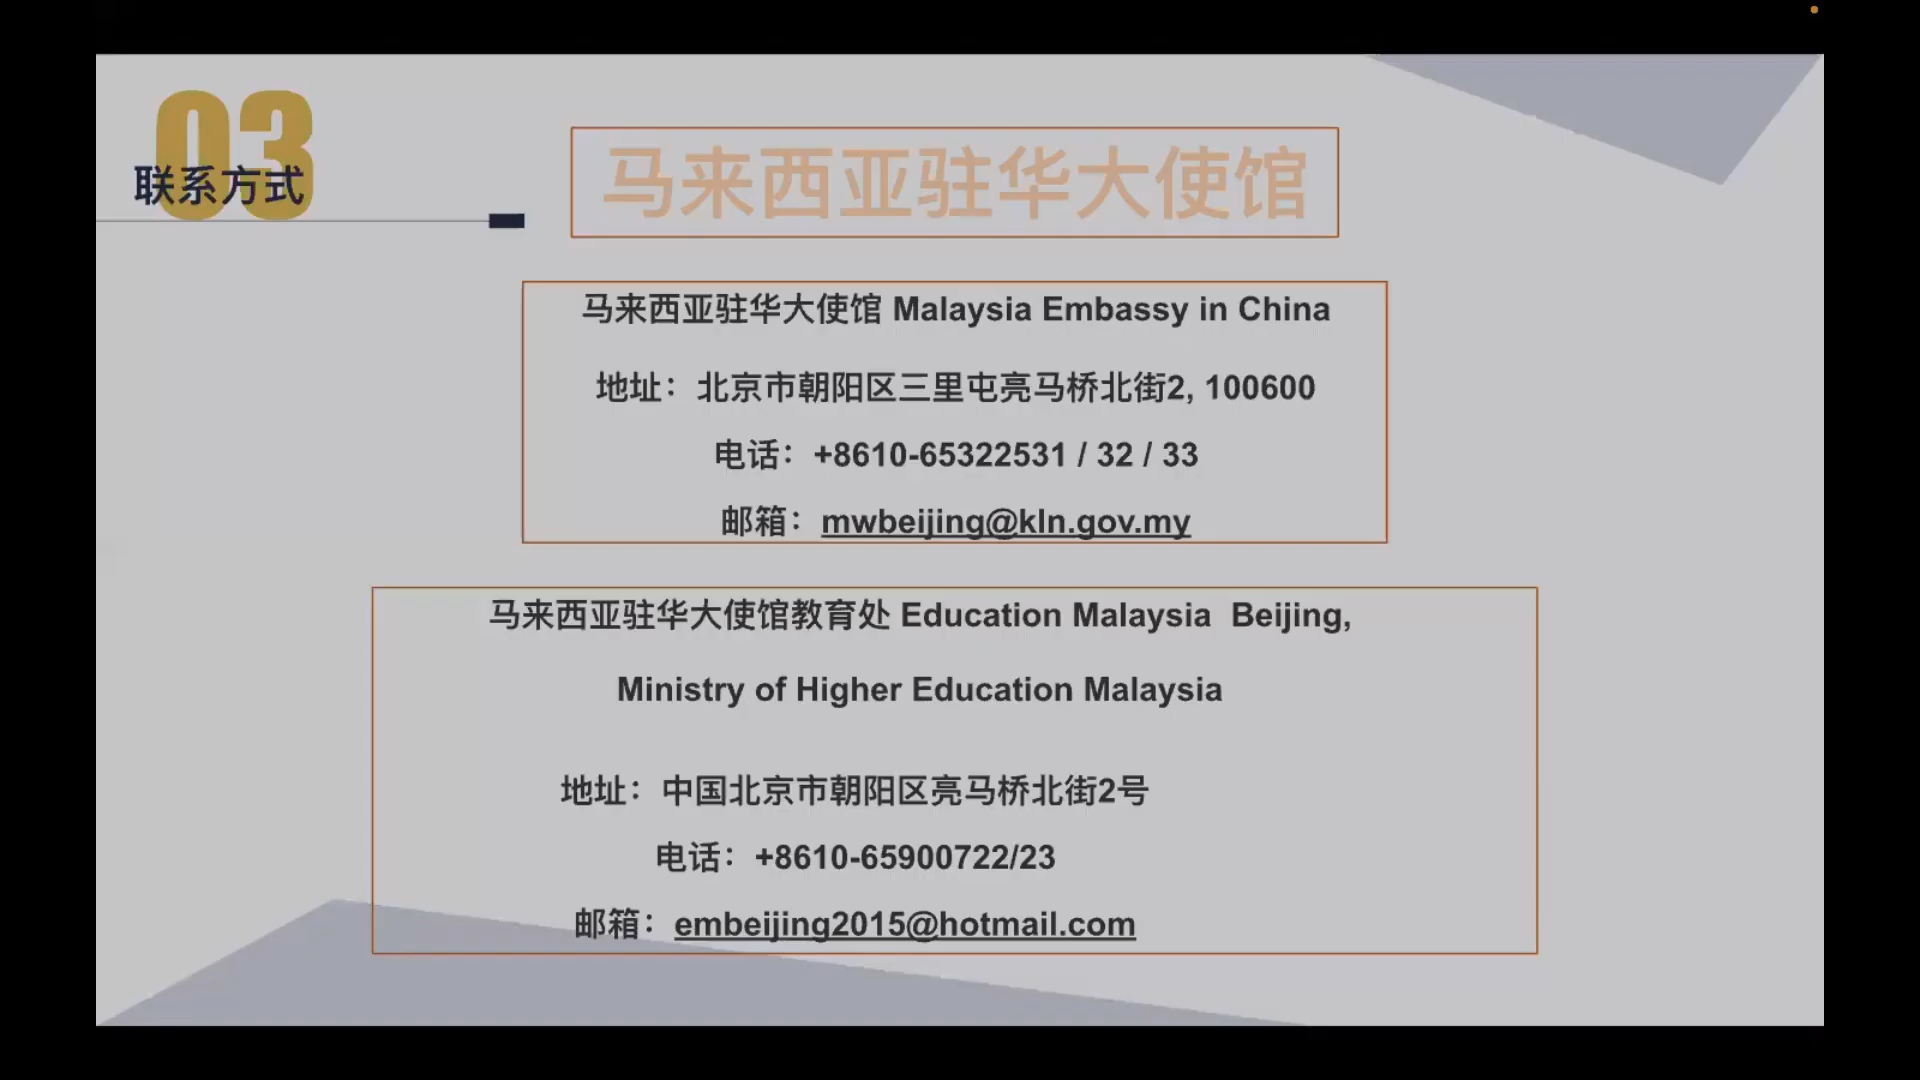 03
联系方式
马来西亚驻华大使馆
马来西亚驻华大使馆 Malaysia Embassy in China
地址：北京市朝阳区三里屯亮马桥北街2, 100600
电话：+8610-65322531 / 32 / 33
邮箱：mwbeijing@kln.gov.my
马来西亚驻华大使馆教育处 Education Malaysia  Beijing,
Ministry of Higher Education Malaysia
地址：中国北京市朝阳区亮马桥北街2号
电话：+8610-65900722/23
邮箱：embeijing2015@hotmail.com